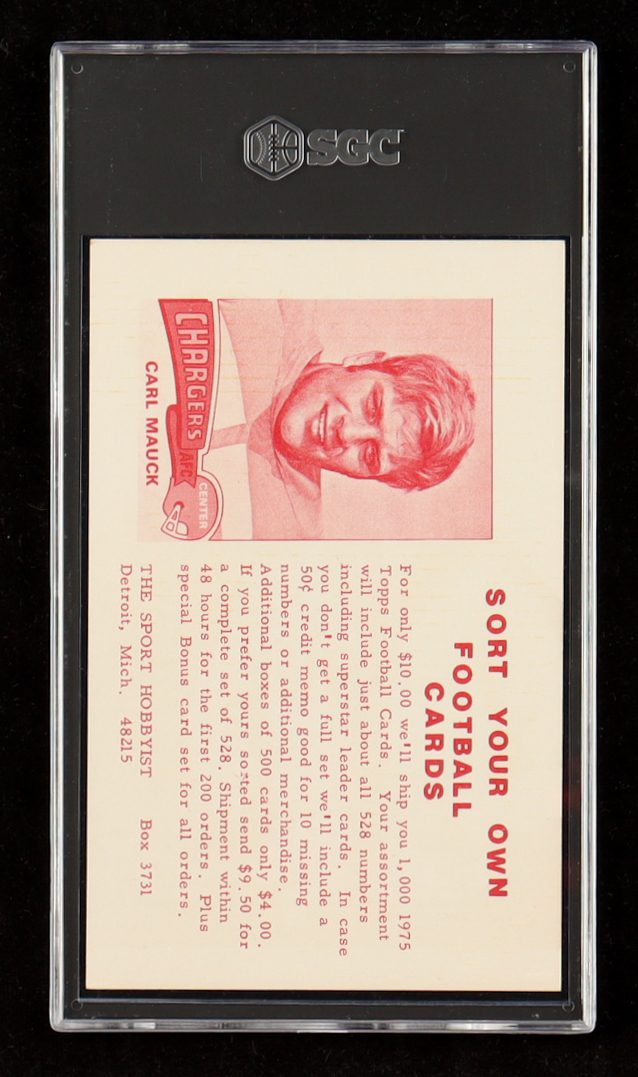 SGC
CHARGERS
AFC
CENTER
CARL MAUCK
SORT YOUR OWN
FOOTBALL
CARDS
For only $10.00 we'll ship you 1,000 1975
Topps Football Cards. Your assortment
will include just about all 528 numbers
including superstar leader cards. In case
you don't get a full set we'll include a
50¢ credit memo good for 10 missing
numbers or additional merchandise.
Additional boxes of 500 cards only $4.00.
If you prefer yours sorted send $9.50 for
a complete set of 528. Shipment within
48 hours for the first 200 orders. Plus
special Bonus card set for all orders.
THE SPORT HOBBYIST Box 3731
Detroit, Mich. 48215